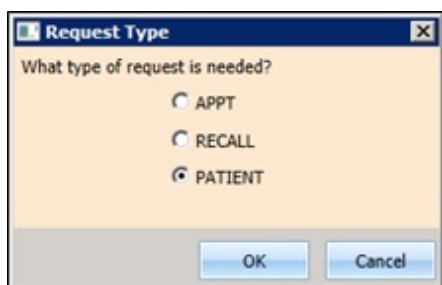 Request Type
What type of request is needed?
APPT
RECALL
PATIENT
OK Cancel